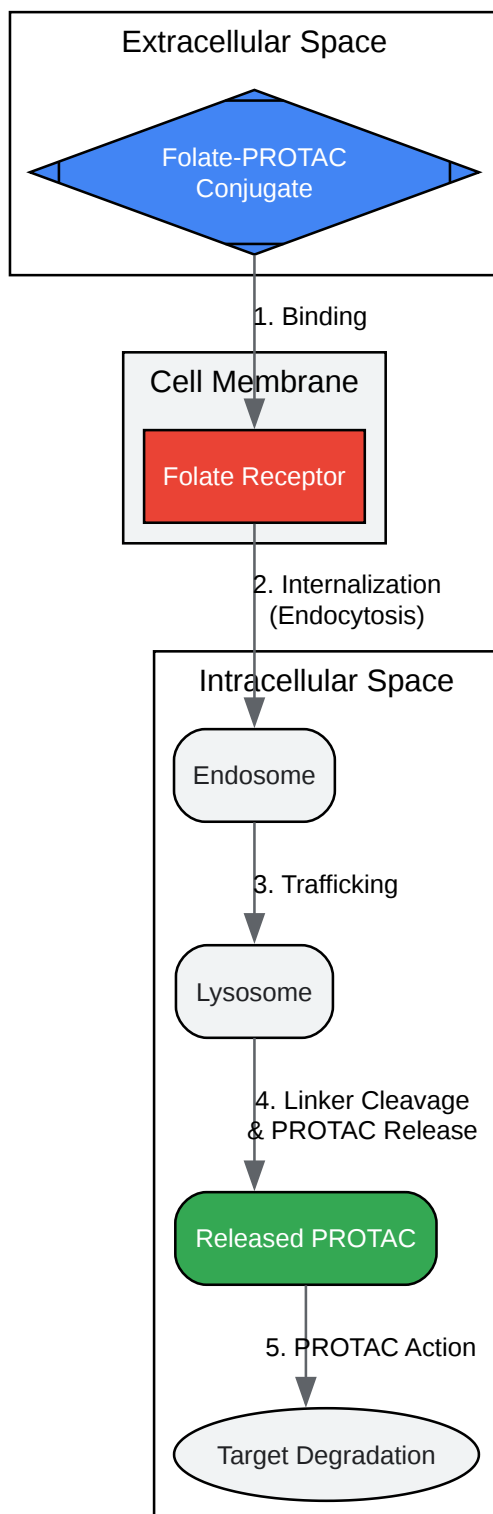 Extracellular Space
Folate-PROTAC
Conjugate
1. Binding
Cell Membrane
Folate Receptor
2. Internalization
(Endocytosis)
Intracellular Space
Endosome
3. Trafficking
Lysosome
4. Linker Cleavage
& PROTAC Release
Released PROTAC
5. PROTAC Action
Target Degradation